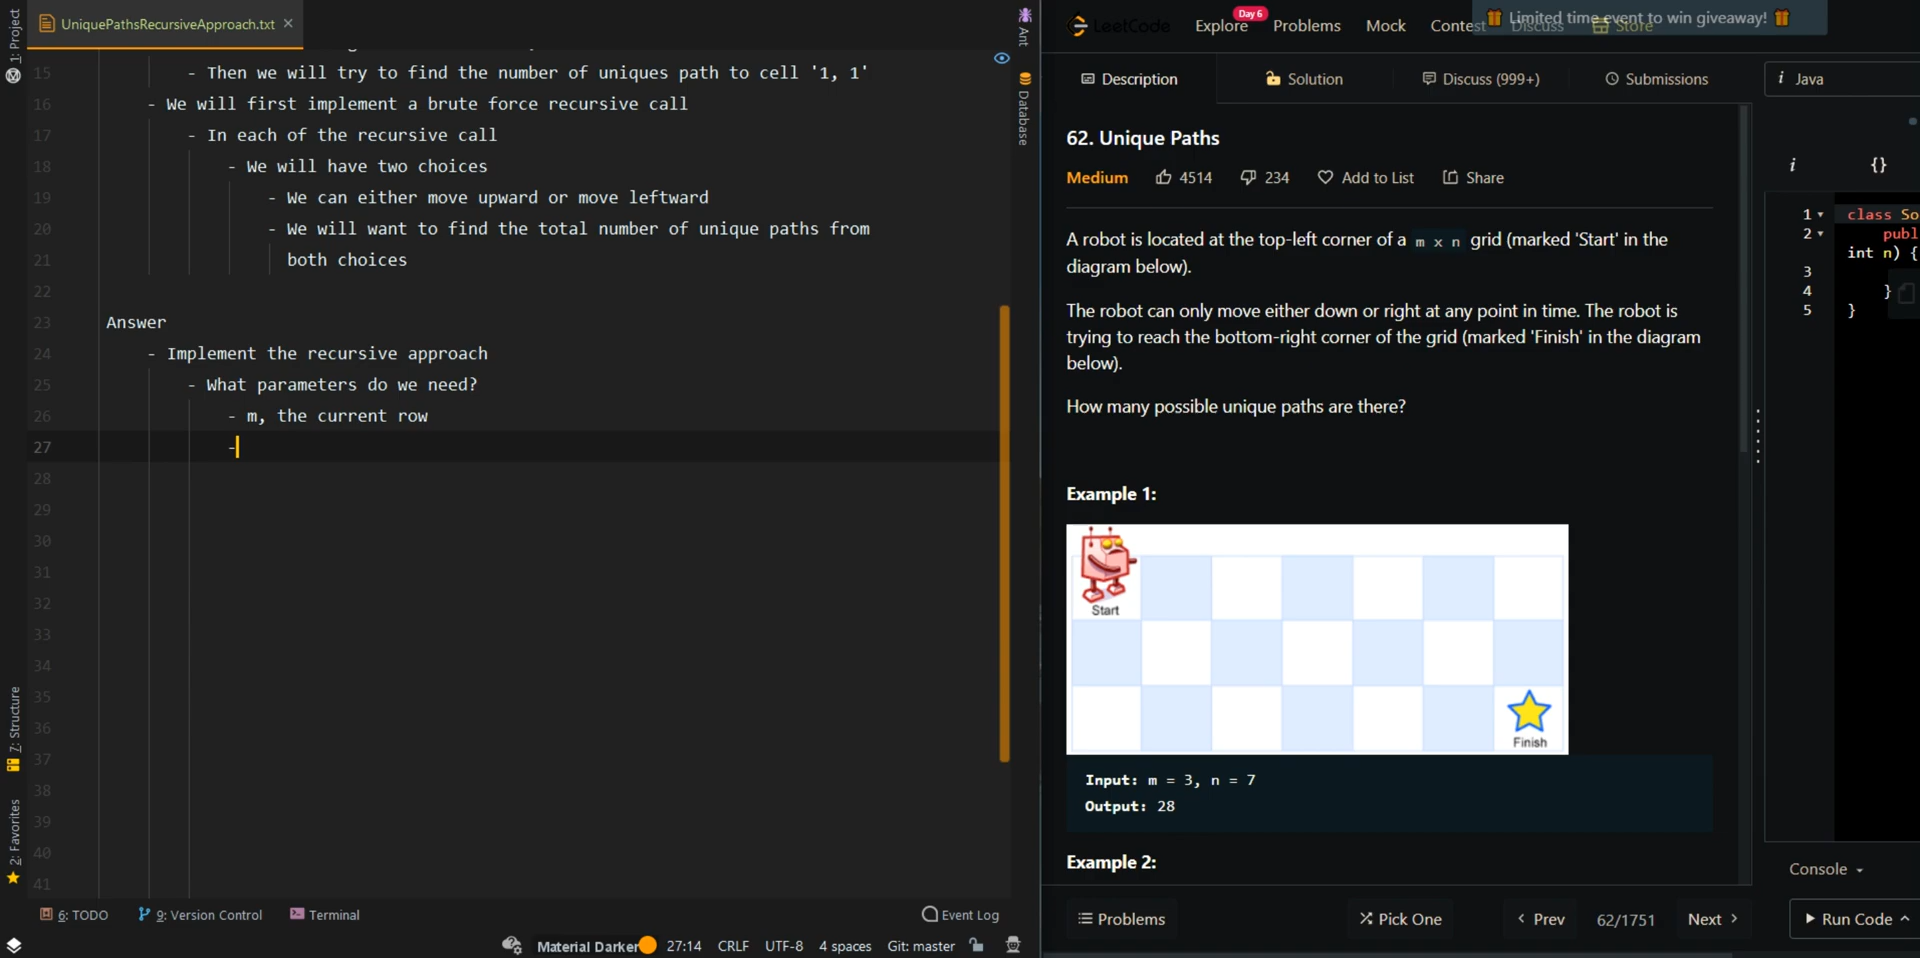 1: Project
UniquePathsRecursiveApproach.txt
15 - Then we will try to find the number of uniques path to cell '1, 1'
16 - We will first implement a brute force recursive call
17 - In each of the recursive call
18 - We will have two choices
19 - We can either move upward or move leftward
20 - We will want to find the total number of unique paths from
21 both choices
22
23 Answer
24 - Implement the recursive approach
25 - What parameters do we need?
26 - m, the current row
27 -
28
29
30
31
32
33
34
35
36
37
38
39
40
41
7: Structure
2: Favorites
Ant
Database
6: TODO
9: Version Control
Terminal
Event Log
Material Darker
27:14
CRLF
UTF-8
4 spaces
Git: master
LeetCode
Explore
Day 6
Problems
Mock
Contest
Discuss
Store
Limited time event to win giveaway!
Description
Solution
Discuss (999+)
Submissions
i Java
62. Unique Paths
Medium
4514
234
Add to List
Share
A robot is located at the top-left corner of a m x n grid (marked 'Start' in the
diagram below).
The robot can only move either down or right at any point in time. The robot is
trying to reach the bottom-right corner of the grid (marked 'Finish' in the diagram
below).
How many possible unique paths are there?
Example 1:
Start
Finish
Input: m = 3, n = 7
Output: 28
Example 2:
i {}
1 class So
2 publ
int n) {
3
4 }
5 }
Console
Problems
Pick One
Prev
62/1751
Next
Run Code